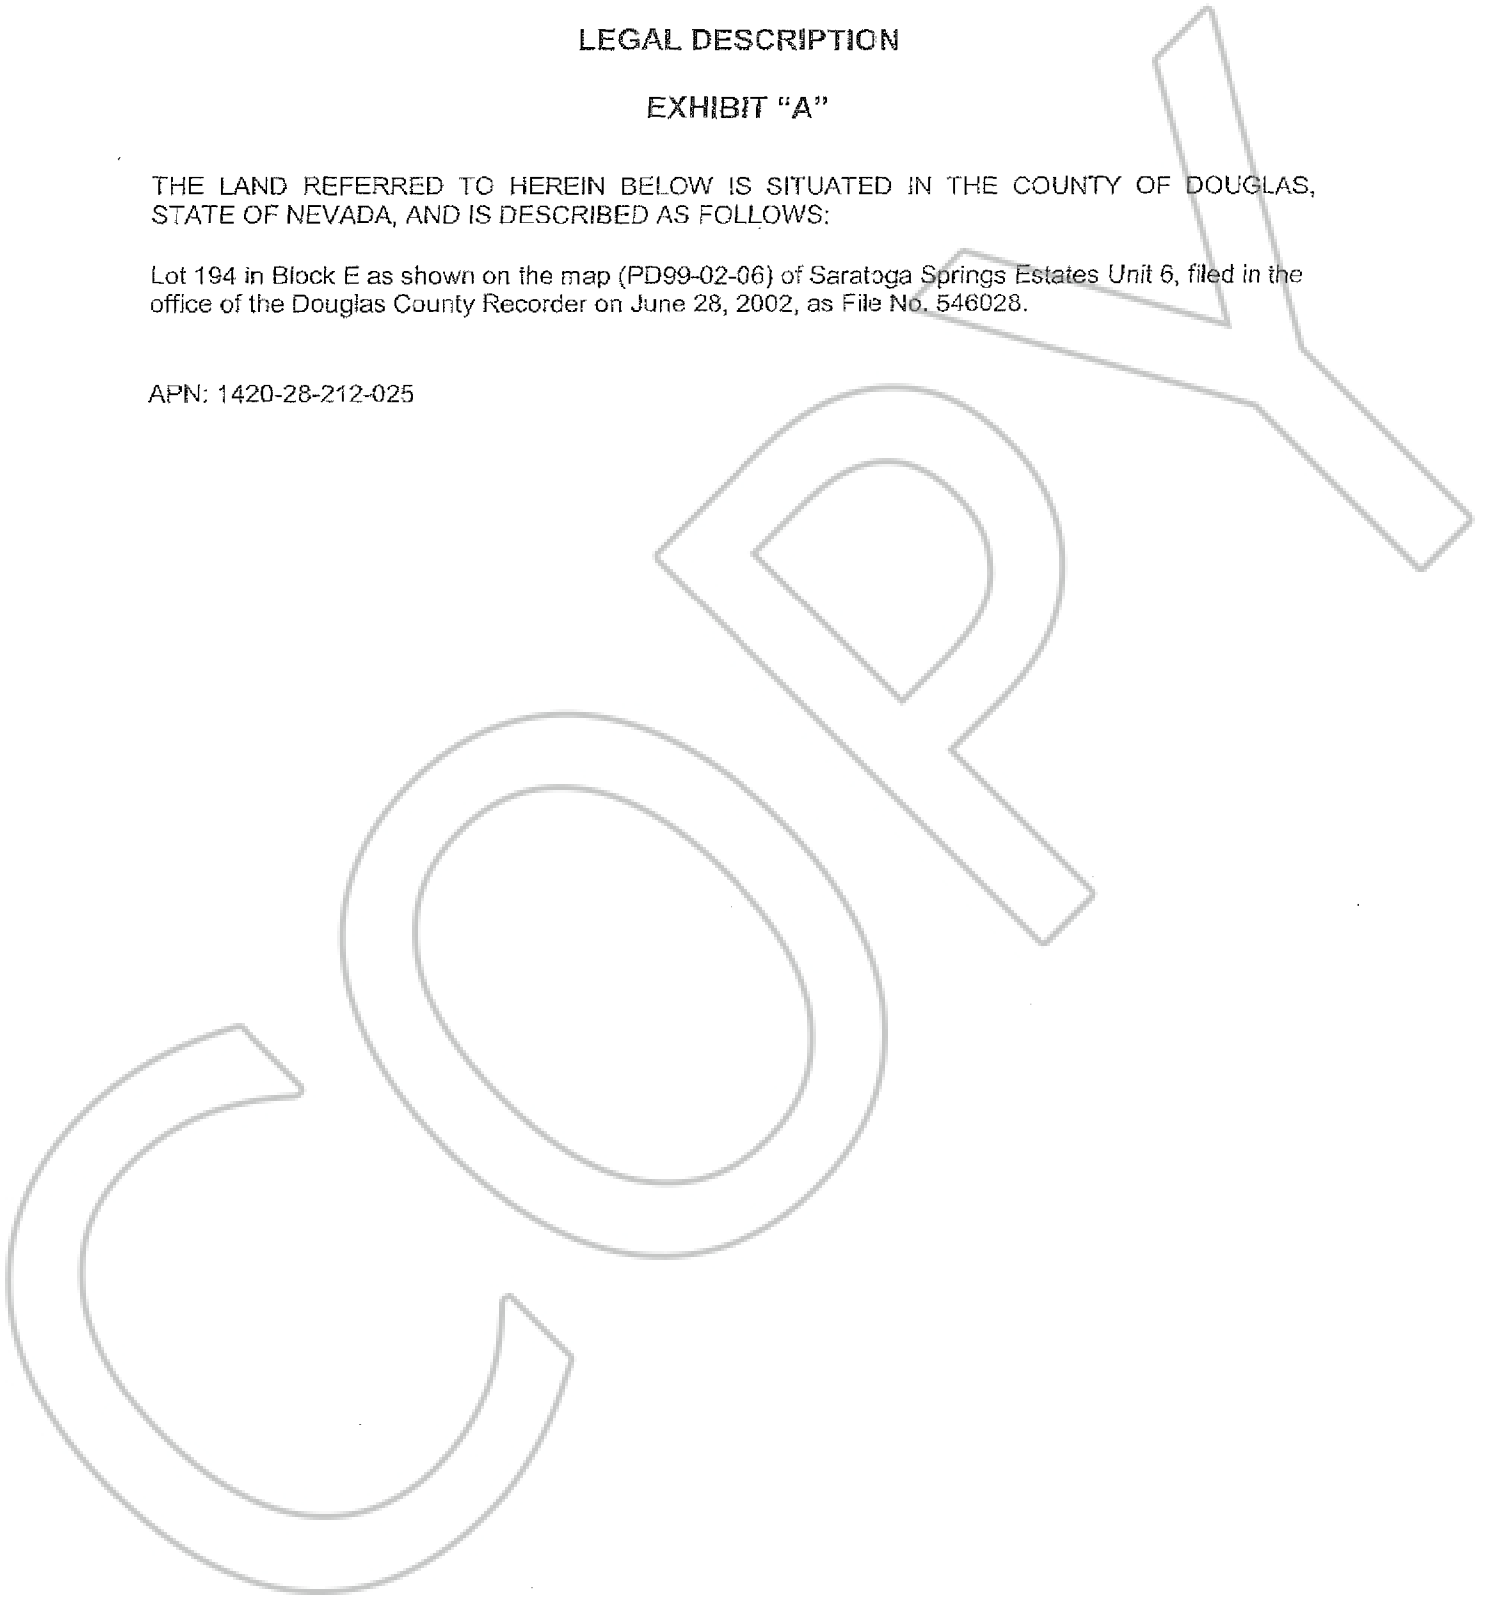 LEGAL DESCRIPTION
EXHIBIT “A”
THE LAND REFERRED TO HEREIN BELOW IS SITUATED IN THE COUNTY OF DOUGLAS,
STATE OF NEVADA, AND IS DESCRIBED AS FOLLOWS:
Lot 194 in Block E as shown on the map (PD99-02-06) of Saratoga Springs Estates Unit 6, filed in the
office of the Douglas County Recorder on June 28, 2002, as File No. 546028.
APN: 1420-28-212-025
COPY